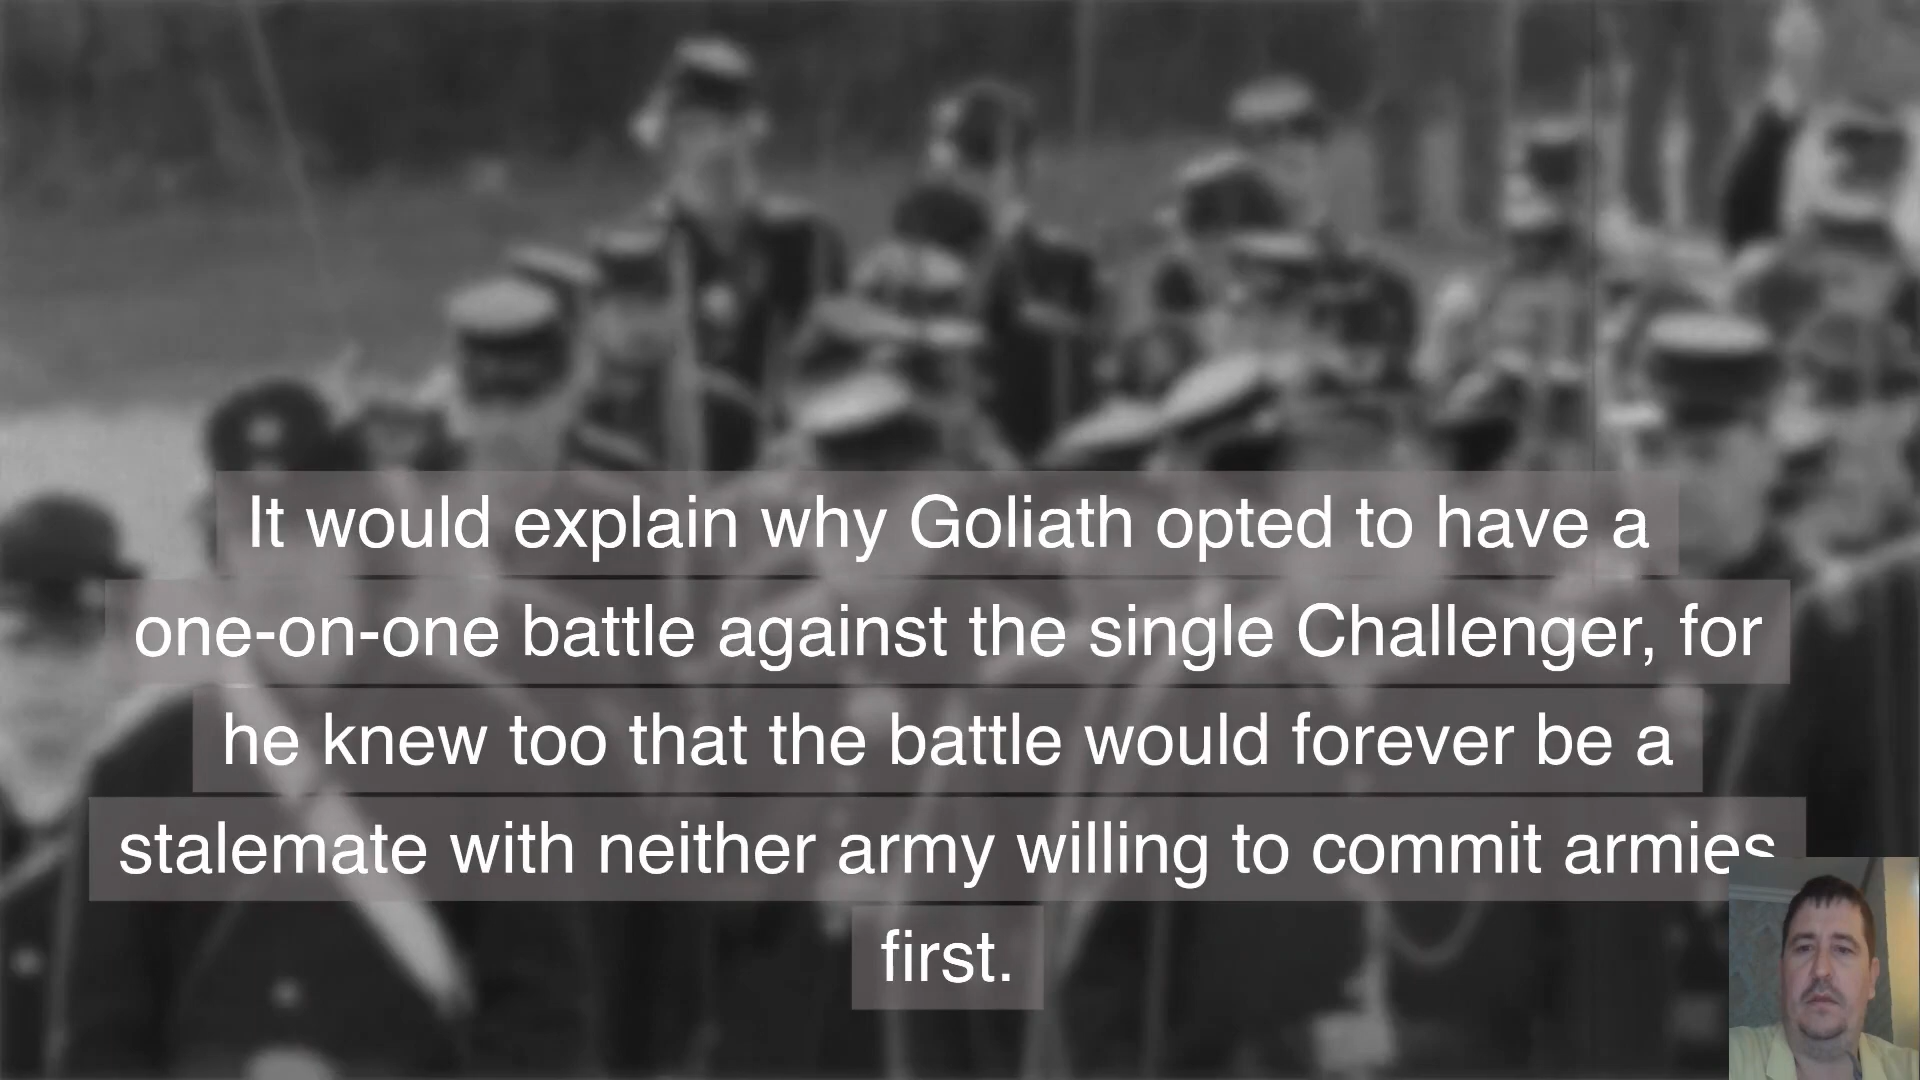 It would explain why Goliath opted to have a
one-on-one battle against the single Challenger, for
he knew too that the battle would forever be a
stalemate with neither army willing to commit armies
first.